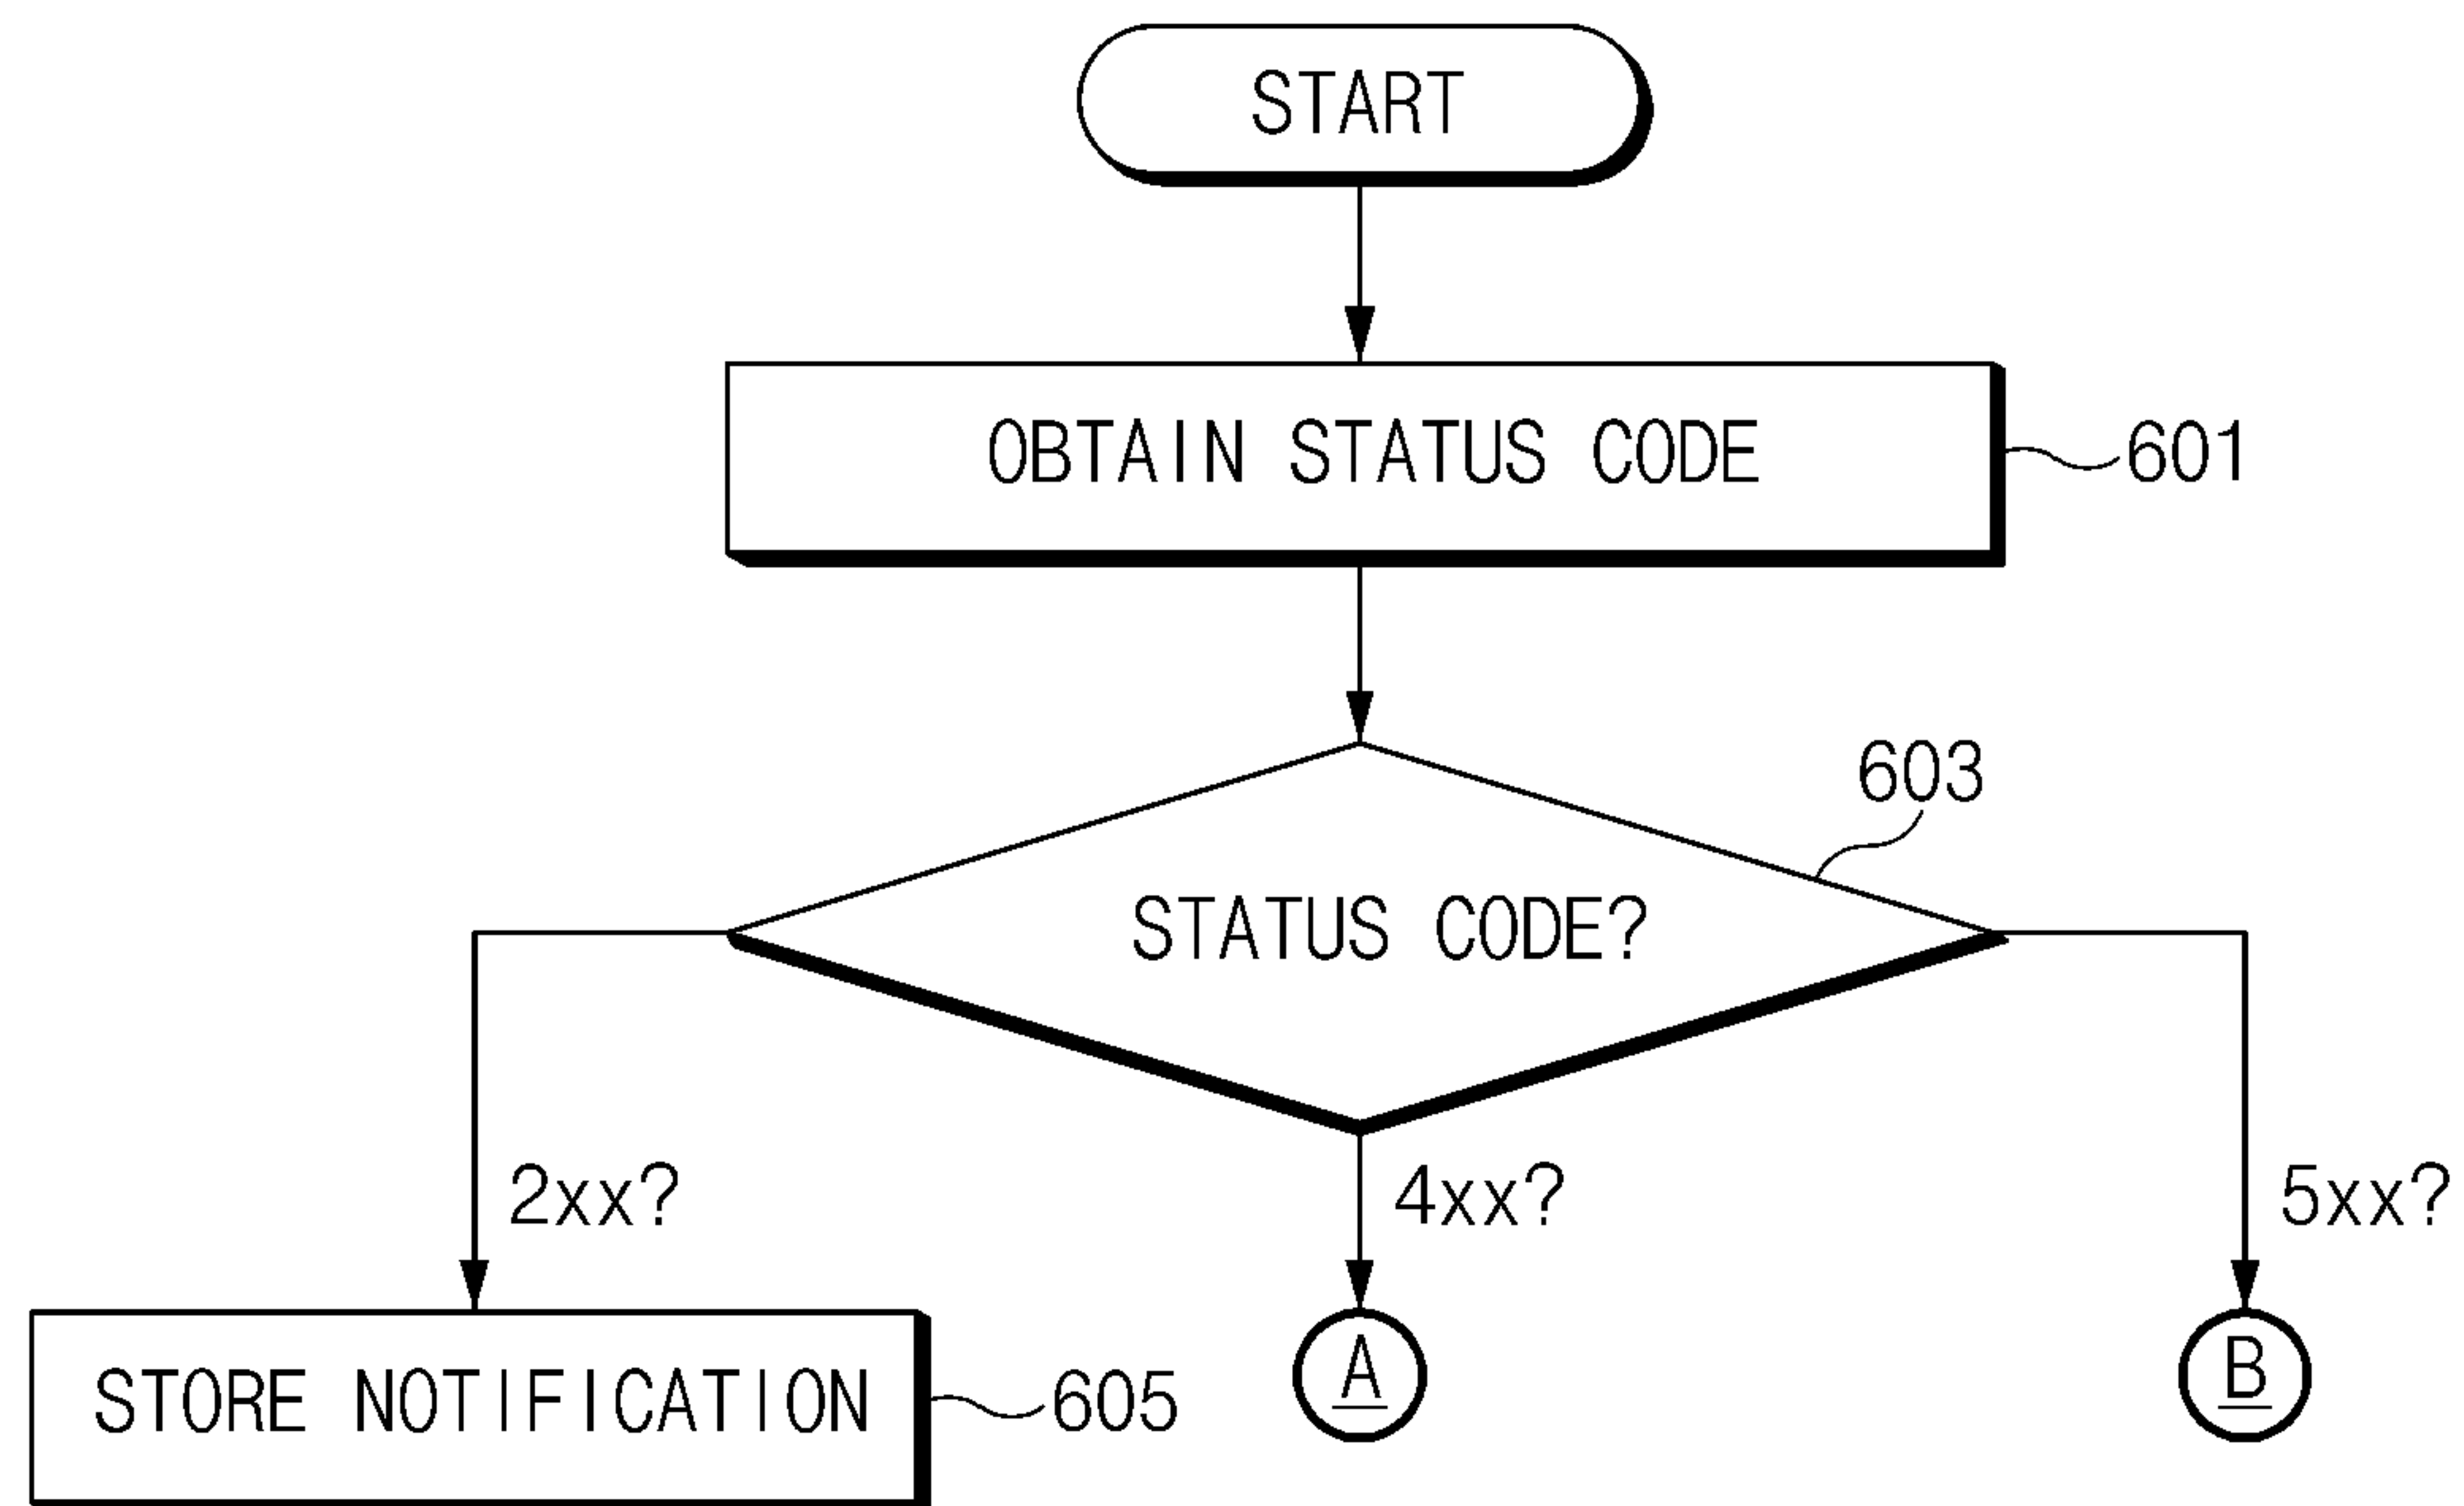 START
OBTAIN STATUS CODE
601
603
STATUS CODE?
2xx?
4xx?
5xx?
STORE NOTIFICATION
605
A
B